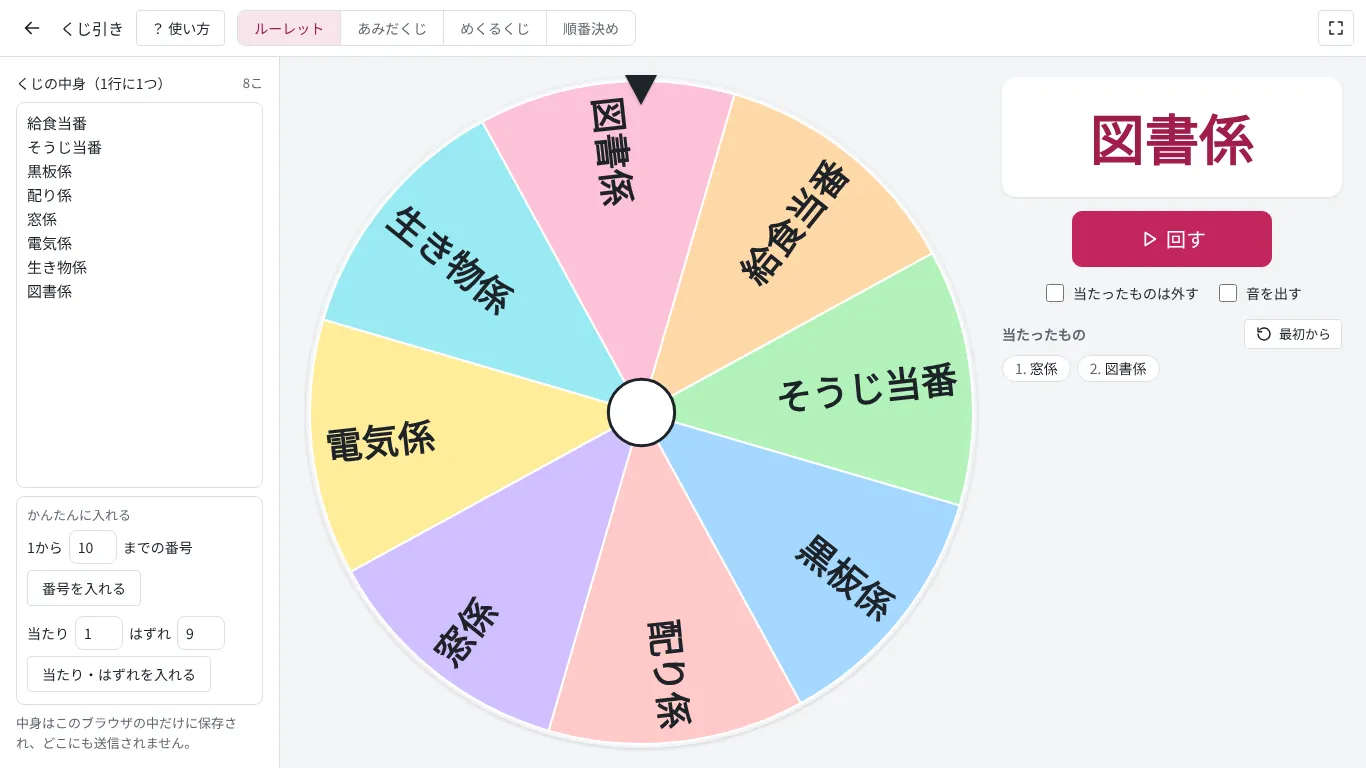 くじ引き
? 使い方
ルーレット
あみだくじ
めくるくじ
順番決め
くじの中身（1行に1つ）
8こ
給食当番
そうじ当番
黒板係
配り係
窓係
電気係
生き物係
図書係
かんたんに入れる
1から 10 までの番号
番号を入れる
当たり 1 はずれ 9
当たり・はずれを入れる
中身はこのブラウザの中だけに保存さ
れ、どこにも送信されません。
図書係
給食当番
そうじ当番
黒板係
配り係
窓係
電気係
生き物係
図書係
回す
当たったものは外す
音を出す
当たったもの
最初から
1. 窓係
2. 図書係